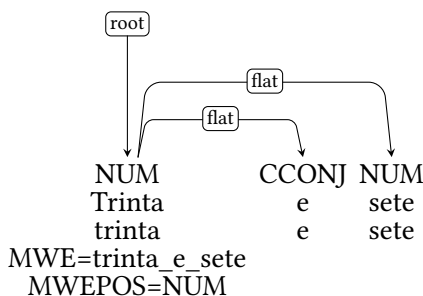 root
flat
flat
NUM CCONJ NUM
Trinta e sete
trinta e sete
MWE=trinta_e_sete
MWEPOS=NUM